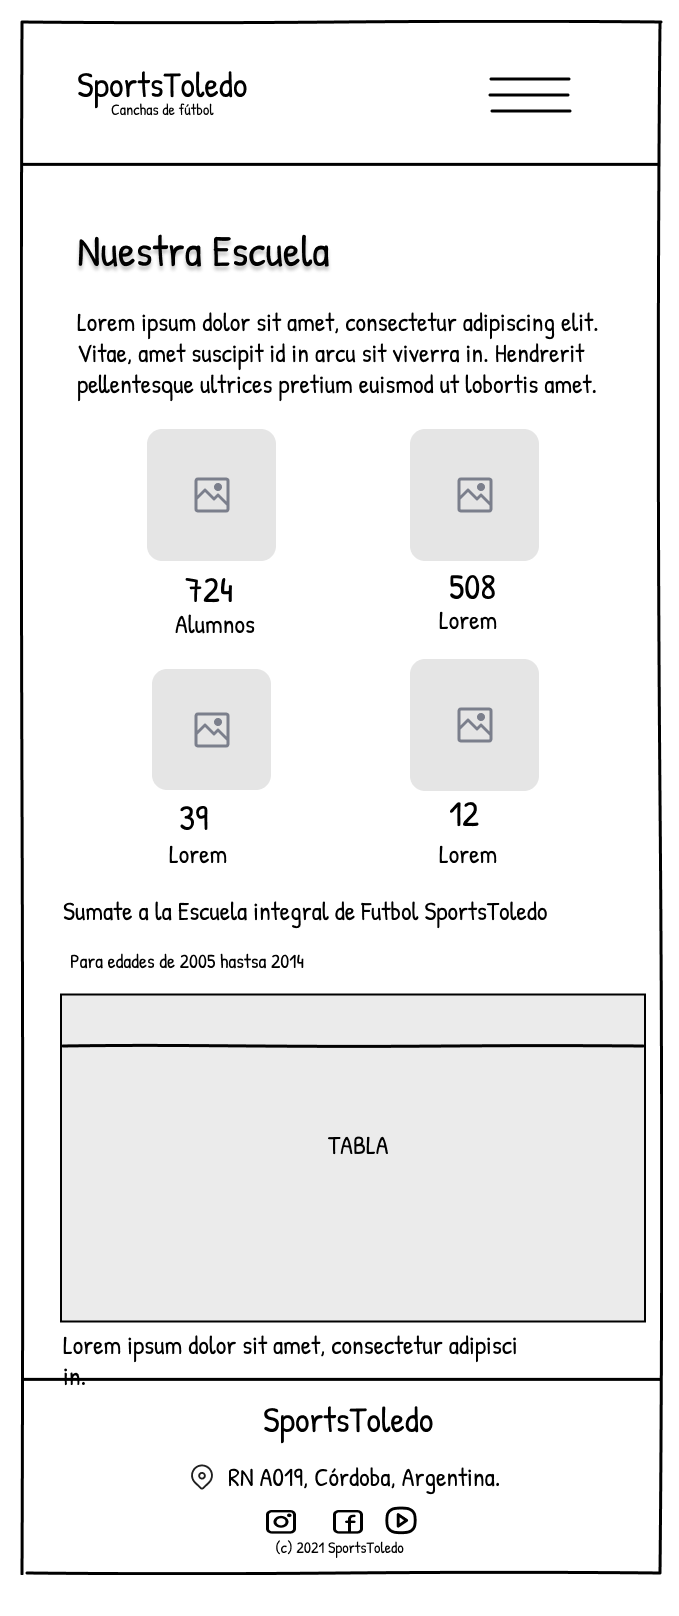 SportsToledo
Canchas de fútbol
Nuestra Escuela
Lorem ipsum dolor sit amet, consectetur adipiscing elit.
Vitae, amet suscipit id in arcu sit viverra in. Hendrerit
pellentesque ultrices pretium euismod ut lobortis amet.
724
Alumnos
508
Lorem
39
Lorem
12
Lorem
Sumate a la Escuela integral de Futbol SportsToledo
Para edades de 2005 hastsa 2014
TABLA
Lorem ipsum dolor sit amet, consectetur adipisci
in.
SportsToledo
RN A019, Córdoba, Argentina.
(c) 2021 SportsToledo